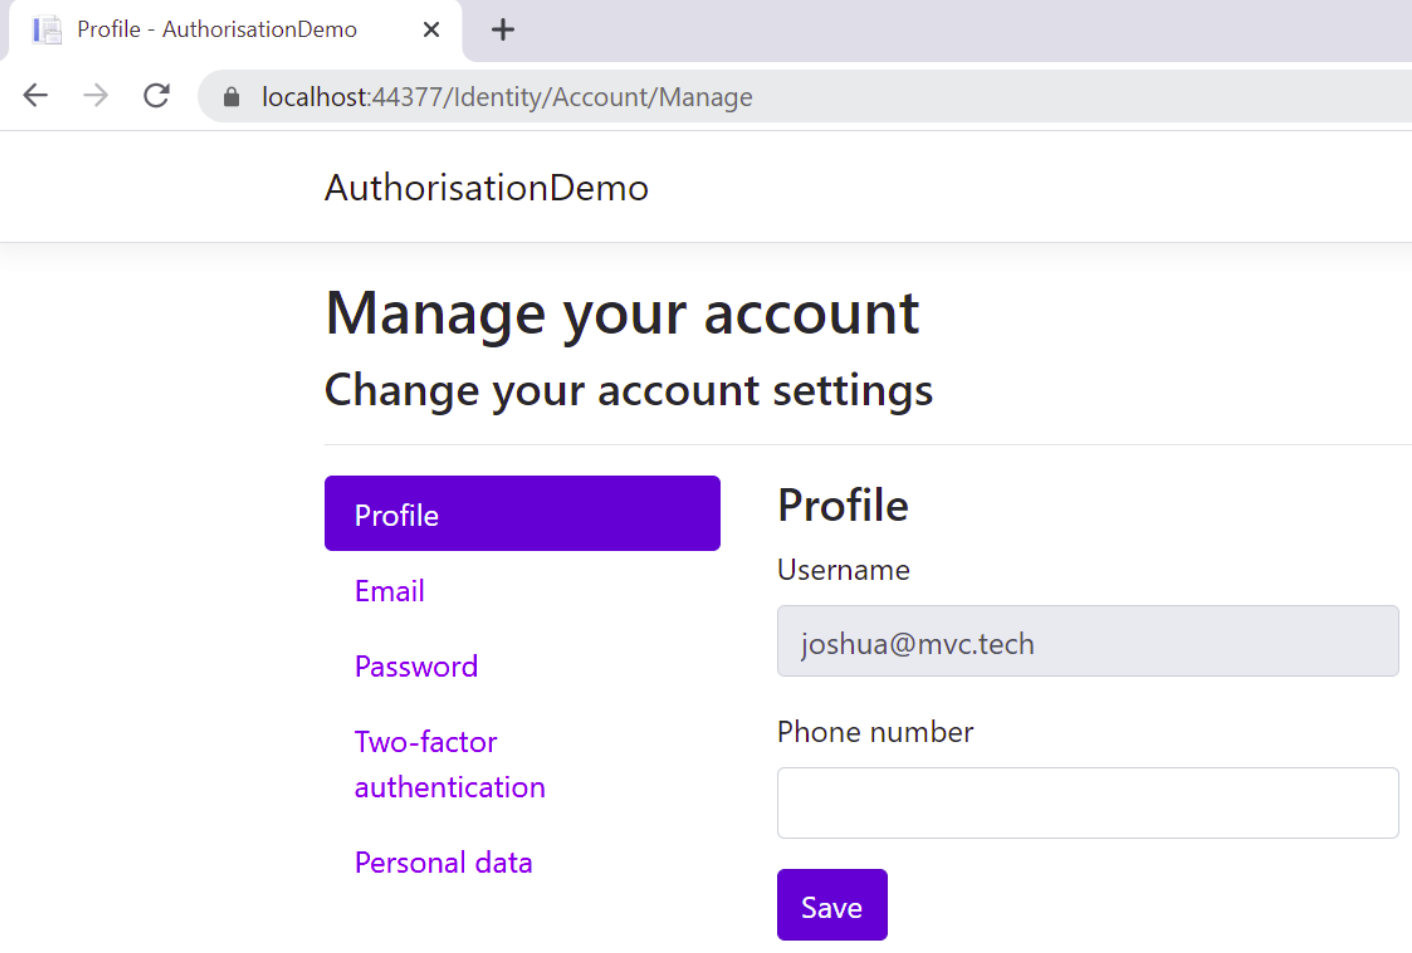 Profile - AuthorisationDemo
localhost:44377/Identity/Account/Manage
AuthorisationDemo
Manage your account
Change your account settings
Profile
Email
Password
Two-factor
authentication
Personal data
Profile
Username
joshua@mvc.tech
Phone number
Save